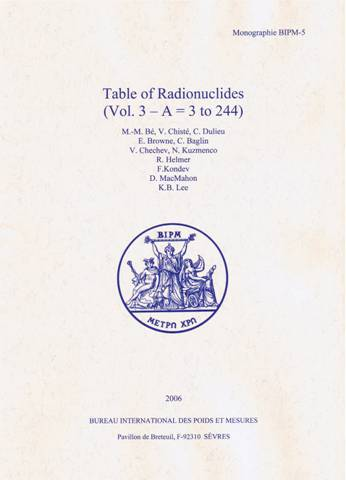 Monographie BIPM-5
Table of Radionuclides
(Vol. 3 – A = 3 to 244)
M.-M. Bé, V. Chisté, C. Dulieu
E. Browne, C. Baglin
V. Chechev, N. Kuzmenco
R. Helmer
F.Kondev
D. MacMahon
K.B. Lee
BIPM
ΜΕΤΡΩ ΧΡΩ
2006
BUREAU INTERNATIONAL DES POIDS ET MESURES
Pavillon de Breteuil, F-92310 SÈVRES